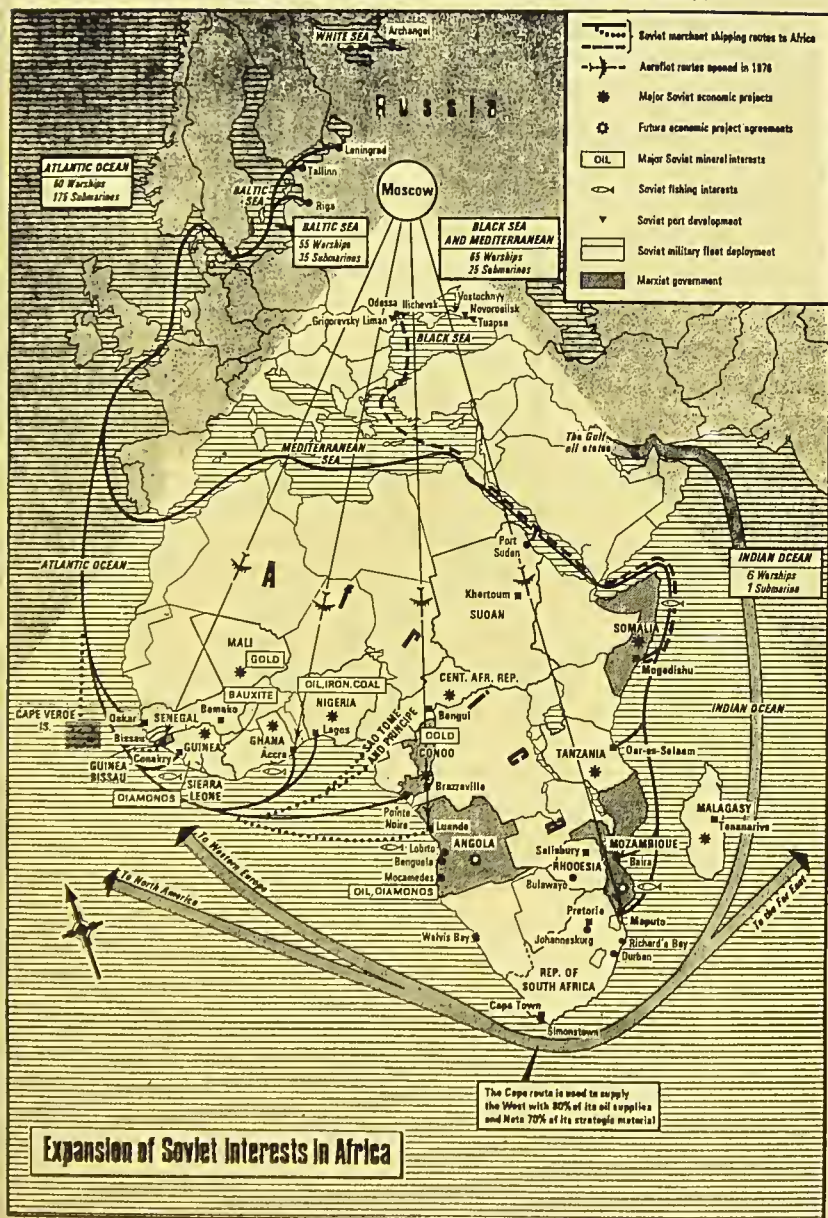 WHITE SEA
Archangel
Russia
Soviet merchant shipping routes to Africa
Aeroflot routes opened in 1976
Major Soviet economic projects
Future economic project agreements
OIL
Major Soviet mineral interests
Soviet fishing interests
Soviet port development
Soviet military fleet deployment
Marxist government
ATLANTIC OCEAN
60 Warships
175 Submarines
Leningrad
Tallinn
BALTIC
SEA
Riga
Moscow
BALTIC SEA
55 Warships
35 Submarines
BLACK SEA
AND MEDITERRANEAN
65 Warships
25 Submarines
Odessa
Ilichevsk
Vostochnyy
Novorosiisk
Grigorevsky Liman
Tuapse
BLACK SEA
MEDITERRANEAN
SEA
The Gulf
oil states
ATLANTIC OCEAN
INDIAN OCEAN
6 Warships
1 Submarine
Africa
Port
Sudan
Khartoum
SUDAN
MALI
GOLD
BAUXITE
OIL, IRON, COAL
NIGERIA
Lagos
CENT. AFR. REP.
Bangui
GOLD
CONGO
SOMALIA
Mogadishu
INDIAN OCEAN
CAPE VERDE
IS.
Dakar
SENEGAL
Bamako
Bissau
GUINEA
Conakry
GUINEA
BISSAU
SIERRA
LEONE
DIAMONDS
GHANA
Accra
SAO TOME
AND PRINCIPE
TANZANIA
Dar-es-Salaam
Brazzaville
Pointe
Noire
Luanda
ANGOLA
Lobito
Benguela
Mocamedes
OIL, DIAMONDS
MALAGASY
Tananarive
MOZAMBIQUE
Salisbury
Beira
RHODESIA
Bulawayo
To Western Europe
To North America
To the Far East
Pretoria
Maputo
Johanneskurg
Walvis Bay
Richard's Bay
Durban
REP. OF
SOUTH AFRICA
Cape Town
Simonstown
The Cape route is used to supply
the West with 80% of its oil supplies
and Nato 70% of its strategic material
Expansion of Soviet Interests in Africa